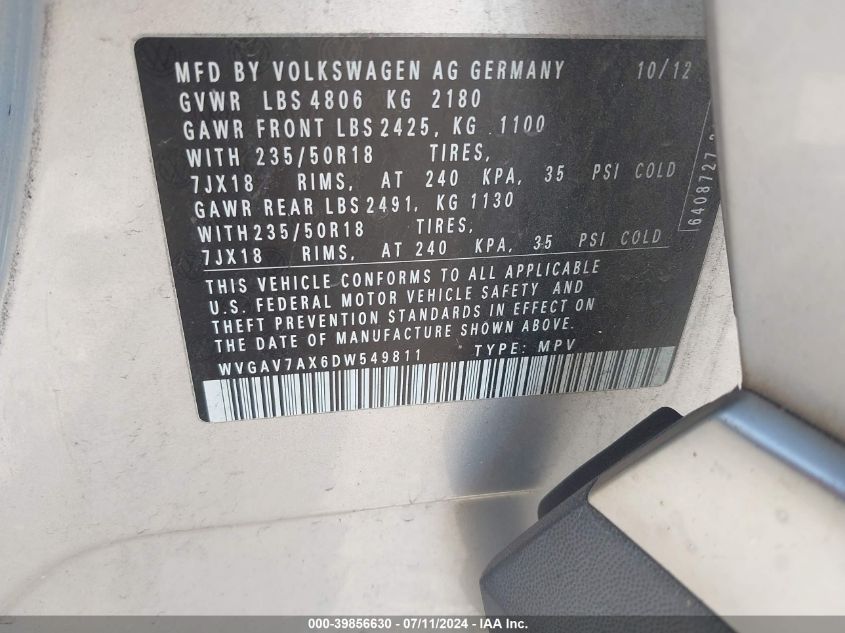 MFD BY VOLKSWAGEN AG GERMANY 10/12
GVWR LBS 4806 KG 2180
GAWR FRONT LBS 2425, KG 1100
WITH 235/50R18 TIRES,
7JX18 RIMS, AT 240 KPA, 35 PSI COLD
GAWR REAR LBS 2491, KG 1130
WITH235/50R18 TIRES,
7JX18 RIMS, AT 240 KPA, 35 PSI COLD
THIS VEHICLE CONFORMS TO ALL APPLICABLE
U.S. FEDERAL MOTOR VEHICLE SAFETY AND
THEFT PREVENTION STANDARDS IN EFFECT ON
THE DATE OF MANUFACTURE SHOWN ABOVE.
WVGAV7AX6DW549811 TYPE: MPV
6408727
000-39856630 - 07/11/2024 - IAA Inc.